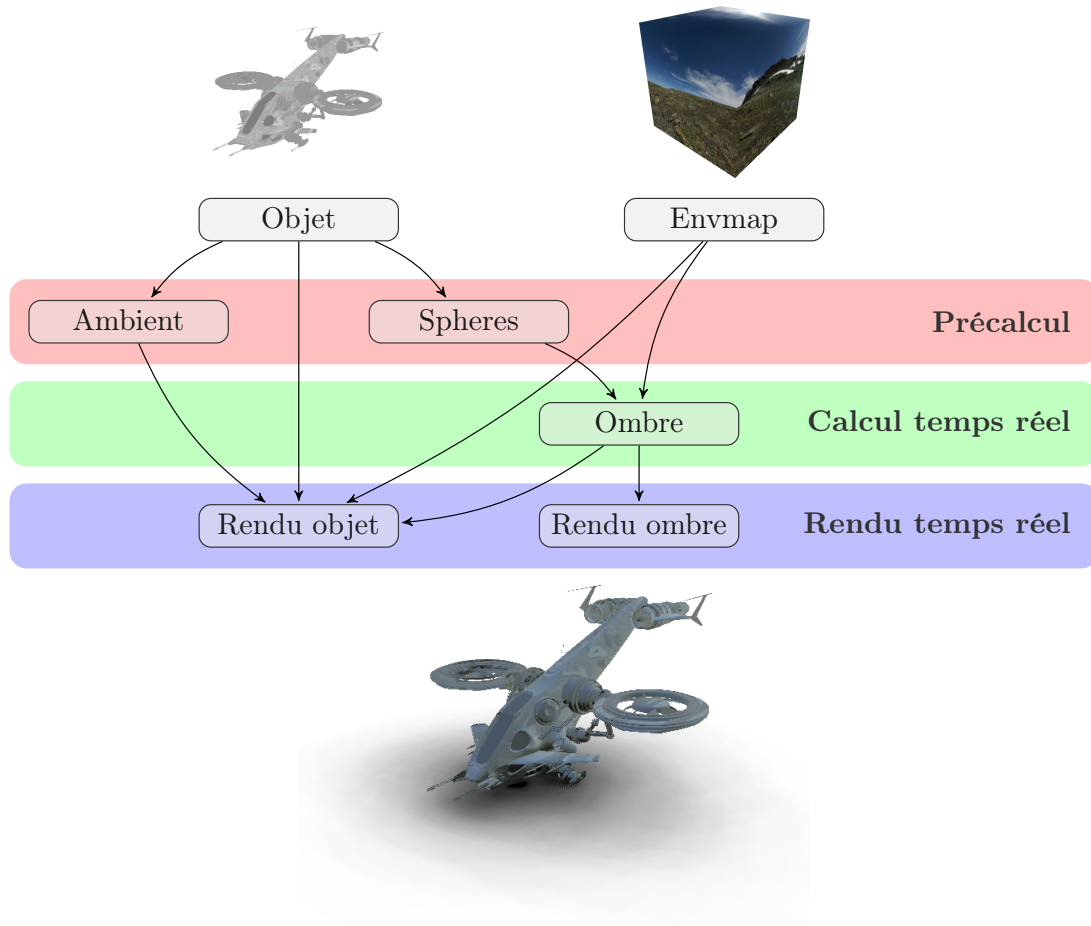 Objet
Envmap
Ambient
Spheres
Précalcul
Ombre
Calcul temps réel
Rendu objet
Rendu ombre
Rendu temps réel